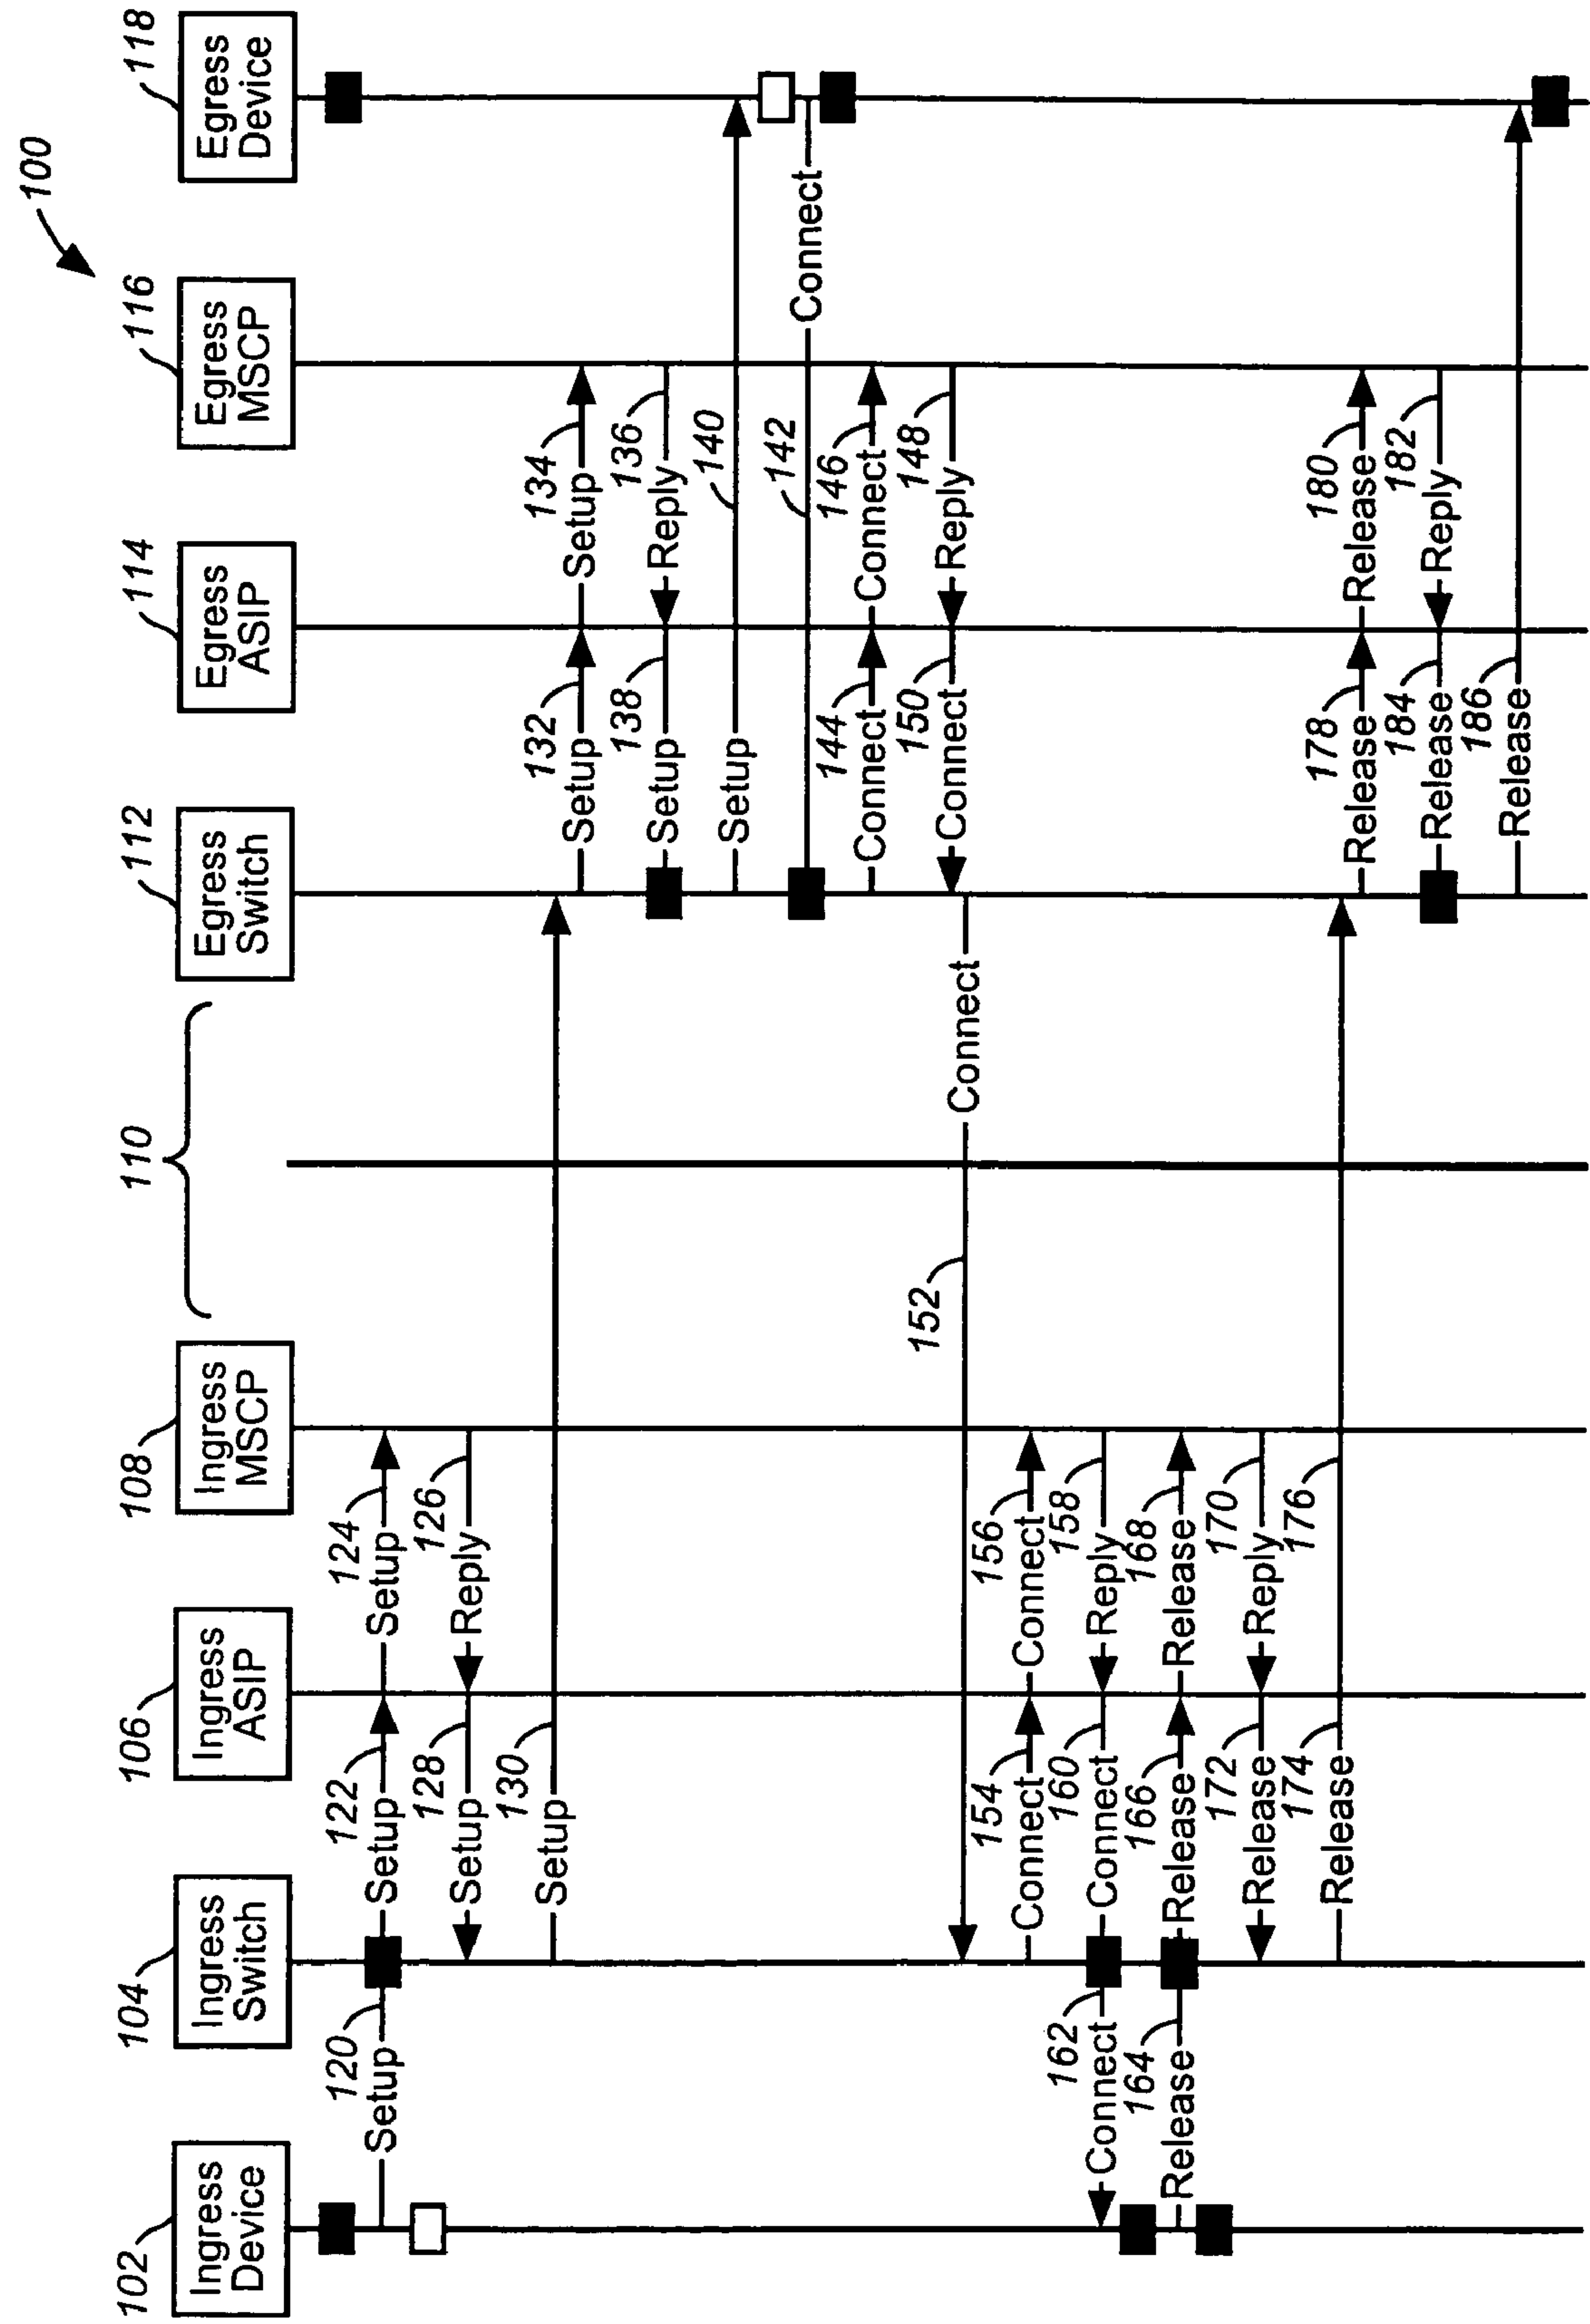 100
102
Ingress
Device
104
Ingress
Switch
106
Ingress
ASIP
108
Ingress
MSCP
110
112
Egress
Switch
114
Egress
ASIP
116
Egress
MSCP
118
Egress
Device
120
Setup
122
Setup
124
Setup
126
Reply
128
Setup
130
Setup
132
Setup
134
Setup
136
Reply
138
Setup
140
Setup
142
Connect
144
Connect
146
Connect
148
Reply
150
Connect
152
Connect
154
Connect
156
Connect
158
Reply
160
Connect
162
Connect
164
Release
166
Release
168
Release
170
Reply
172
Release
174
Release
176
178
Release
180
Release
182
Reply
184
Release
186
Release